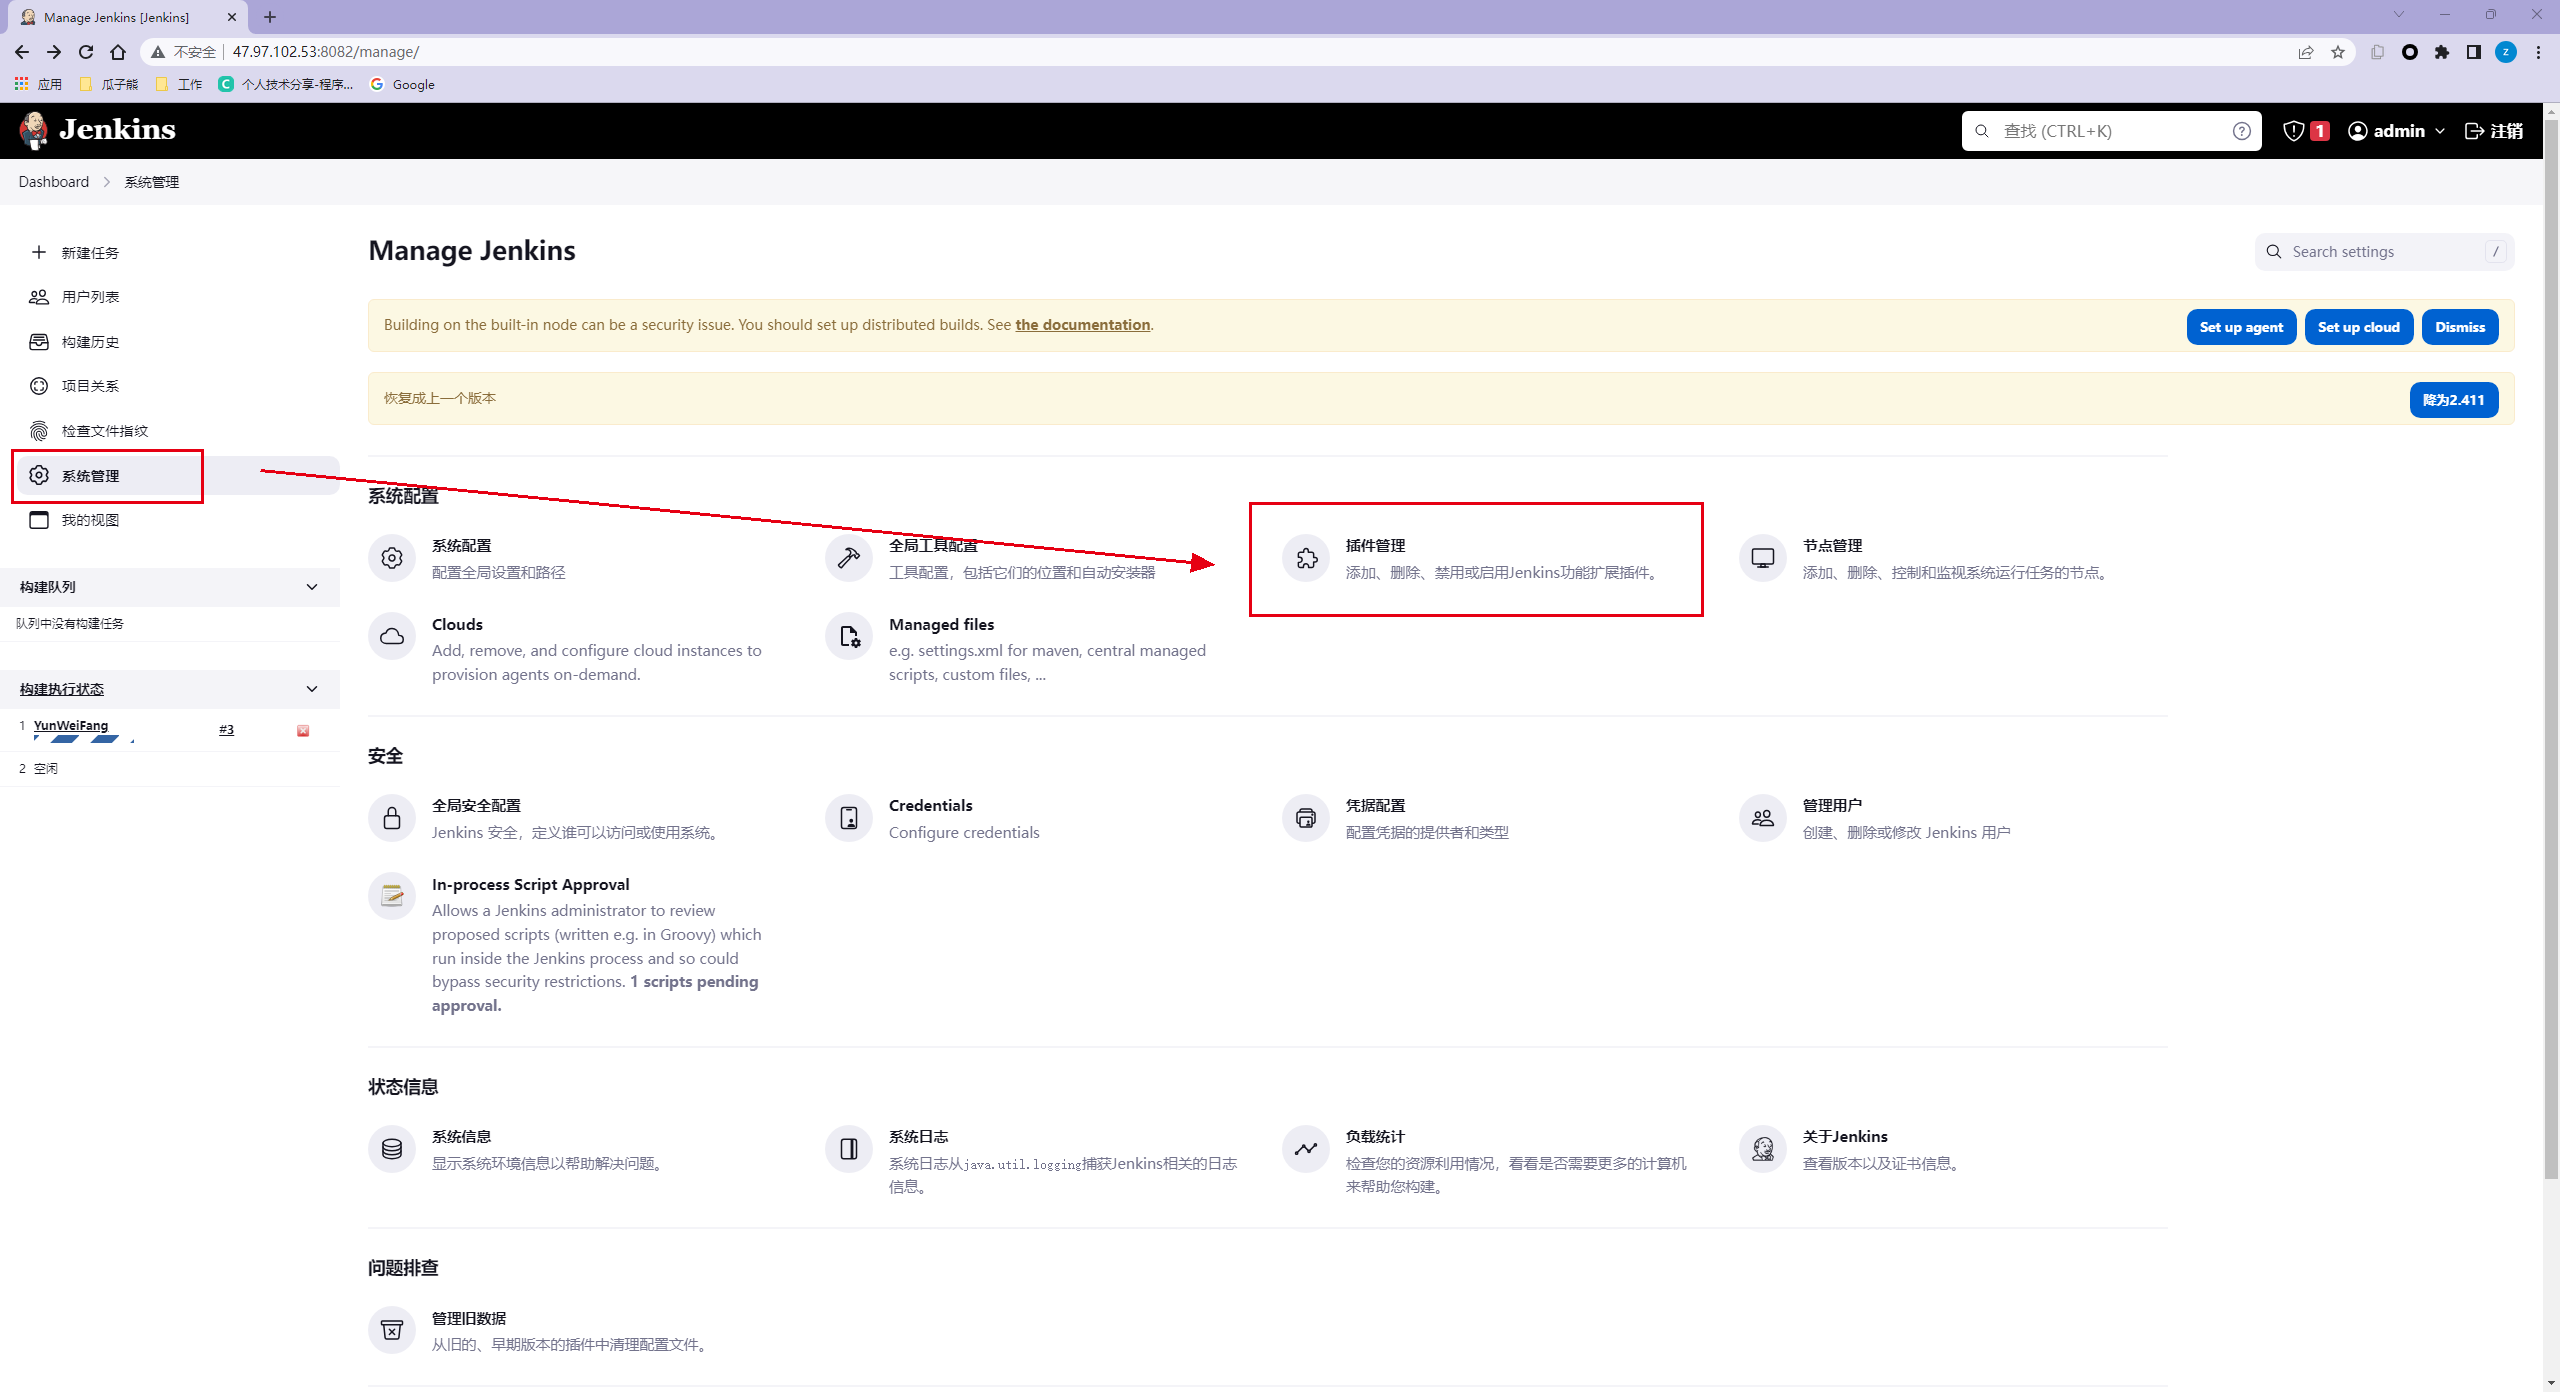 Manage Jenkins [Jenkins]
不安全 47.97.102.53:8082/manage/
应用 瓜子熊 工作 C 个人技术分享-程序... Google
Jenkins
查找 (CTRL+K)
1 admin 注销
Dashboard 系统管理
新建任务
用户列表
构建历史
项目关系
检查文件指纹
系统管理
我的视图
构建队列
队列中没有构建任务
构建执行状态
1 YunWeiFang #3
2 空闲
Manage Jenkins
Search settings /
Building on the built-in node can be a security issue. You should set up distributed builds. See the documentation.
Set up agent Set up cloud Dismiss
恢复成上一个版本
降为2.411
系统配置
系统配置
配置全局设置和路径
全局工具配置
工具配置，包括它们的位置和自动安装器
插件管理
添加、删除、禁用或启用Jenkins功能扩展插件。
节点管理
添加、删除、控制和监视系统运行任务的节点。
Clouds
Add, remove, and configure cloud instances to
provision agents on-demand.
Managed files
e.g. settings.xml for maven, central managed
scripts, custom files, ...
安全
全局安全配置
Jenkins 安全，定义谁可以访问或使用系统。
Credentials
Configure credentials
凭据配置
配置凭据的提供者和类型
管理用户
创建、删除或修改 Jenkins 用户
In-process Script Approval
Allows a Jenkins administrator to review
proposed scripts (written e.g. in Groovy) which
run inside the Jenkins process and so could
bypass security restrictions. 1 scripts pending
approval.
状态信息
系统信息
显示系统环境信息以帮助解决问题。
系统日志
系统日志从java.util.logging捕获Jenkins相关的日志
信息。
负载统计
检查您的资源利用情况，看看是否需要更多的计算机
来帮助您构建。
关于Jenkins
查看版本以及证书信息。
问题排查
管理旧数据
从旧的、早期版本的插件中清理配置文件。